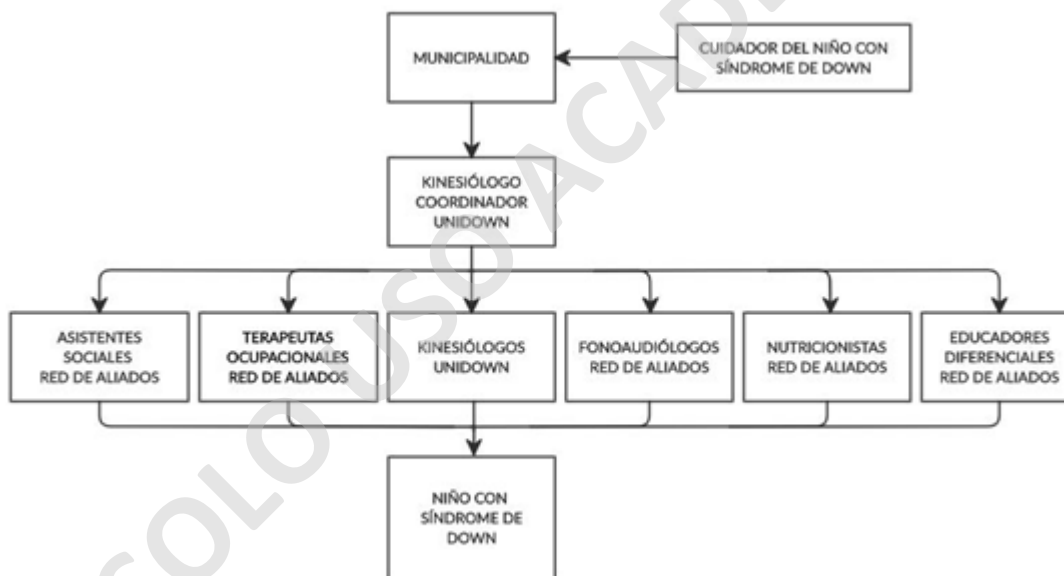 MUNICIPALIDAD
CUIDADOR DEL NIÑO CON
SÍNDROME DE DOWN
KINESIÓLOGO
COORDINADOR
UNIDOWN
ASISTENTES
SOCIALES
RED DE ALIADOS
TERAPEUTAS
OCUPACIONALES
RED DE ALIADOS
KINESIÓLOGOS
UNIDOWN
FONOAUDIÓLOGOS
RED DE ALIADOS
NUTRICIONISTAS
RED DE ALIADOS
EDUCADORES
DIFERENCIALES
RED DE ALIADOS
NIÑO CON
SÍNDROME DE
DOWN
SOLO USO ACAD